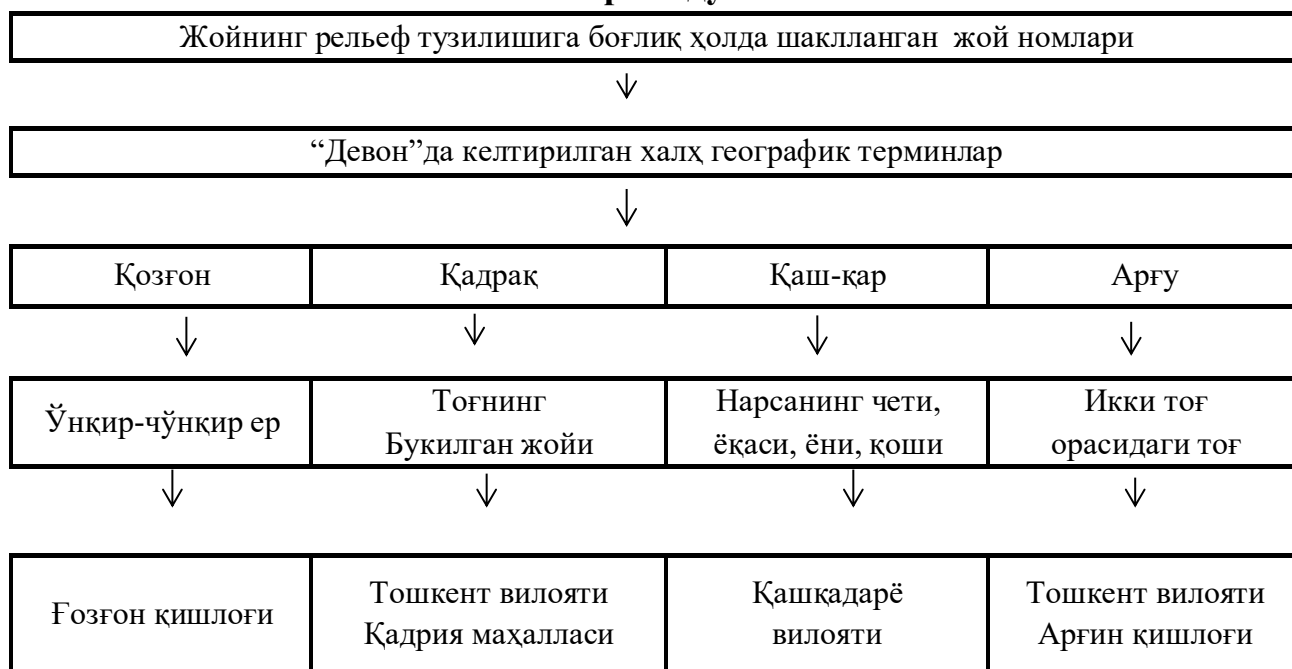 Жойнинг рельеф тузилишига боғлиқ ҳолда шаклланган жой номлари
“Девон”да келтирилган халқ географик терминлар
Қозғон
Қадрақ
Қаш-қар
Арғу
Ўнқир-чўнқир ер
Тоғнинг
Букилган жойи
Нарсанинг чети,
ёқаси, ёни, қоши
Икки тоғ
орасидаги тоғ
Ғозғон қишлоғи
Тошкент вилояти
Қадрия маҳалласи
Қашқадарё
вилояти
Тошкент вилояти
Арғин қишлоғи